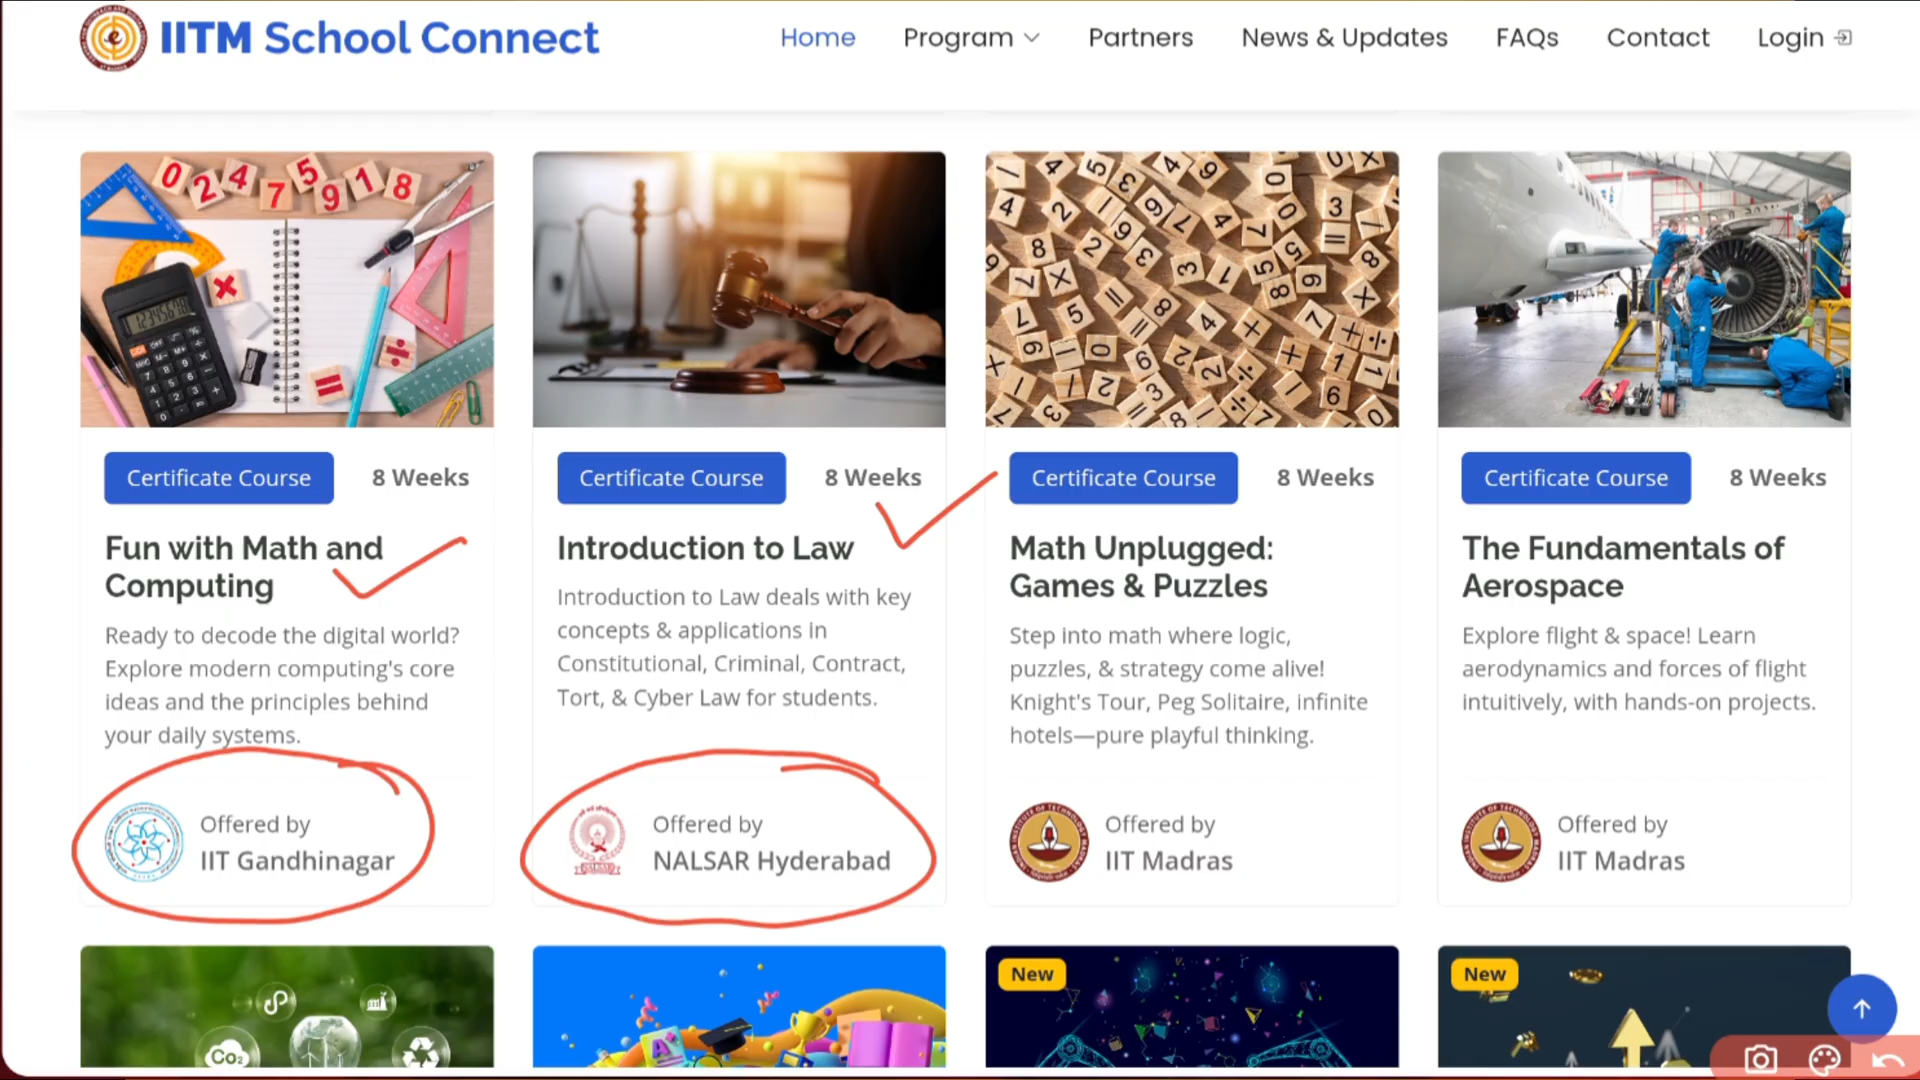 IITM School Connect
Home
Program
Partners
News & Updates
FAQs
Contact
Login
Certificate Course
8 Weeks
Fun with Math and
Computing
Ready to decode the digital world?
Explore modern computing's core
ideas and the principles behind
your daily systems.
Offered by
IIT Gandhinagar
Certificate Course
8 Weeks
Introduction to Law
Introduction to Law deals with key
concepts & applications in
Constitutional, Criminal, Contract,
Tort, & Cyber Law for students.
Offered by
NALSAR Hyderabad
Certificate Course
8 Weeks
Math Unplugged:
Games & Puzzles
Step into math where logic,
puzzles, & strategy come alive!
Knight's Tour, Peg Solitaire, infinite
hotels—pure playful thinking.
Offered by
IIT Madras
Certificate Course
8 Weeks
The Fundamentals of
Aerospace
Explore flight & space! Learn
aerodynamics and forces of flight
intuitively, with hands-on projects.
Offered by
IIT Madras
Co₂
A+
New
New